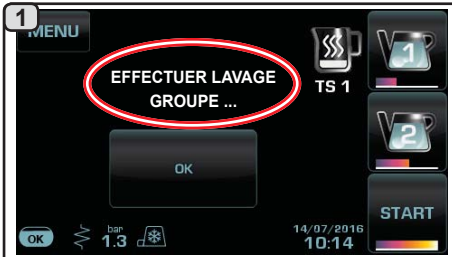 1
MENU
EFFECTUER LAVAGE
GROUPE ...
TS 1
1
OK
2
START
OK
bar
1.3
14/07/2016
10:14